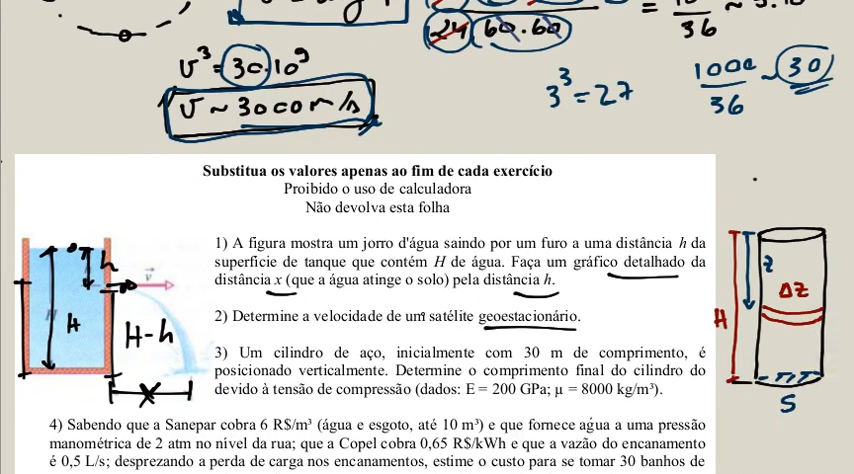 36
24 60.60
v³=30.10⁹
v ~ 3000 m/s
3³=27
1000
36
~30
Substitua os valores apenas ao fim de cada exercício
Proibido o uso de calculadora
Não devolva esta folha
1) A figura mostra um jorro d'água saindo por um furo a uma distância h da
superfície de tanque que contém H de água. Faça um gráfico detalhado da
distância x (que a água atinge o solo) pela distância h.
2) Determine a velocidade de um satélite geoestacionário.
3) Um cilindro de aço, inicialmente com 30 m de comprimento, é
posicionado verticalmente. Determine o comprimento final do cilindro do
devido à tensão de compressão (dados: E = 200 GPa; μ = 8000 kg/m³).
4) Sabendo que a Sanepar cobra 6 R$/m³ (água e esgoto, até 10 m³) e que fornece água a uma pressão
manométrica de 2 atm no nível da rua; que a Copel cobra 0,65 R$/kWh e que a vazão do encanamento
é 0,5 L/s; desprezando a perda de carga nos encanamentos, estime o custo para se tomar 30 banhos de
h
v
H
H-h
x
z
Δz
H
S